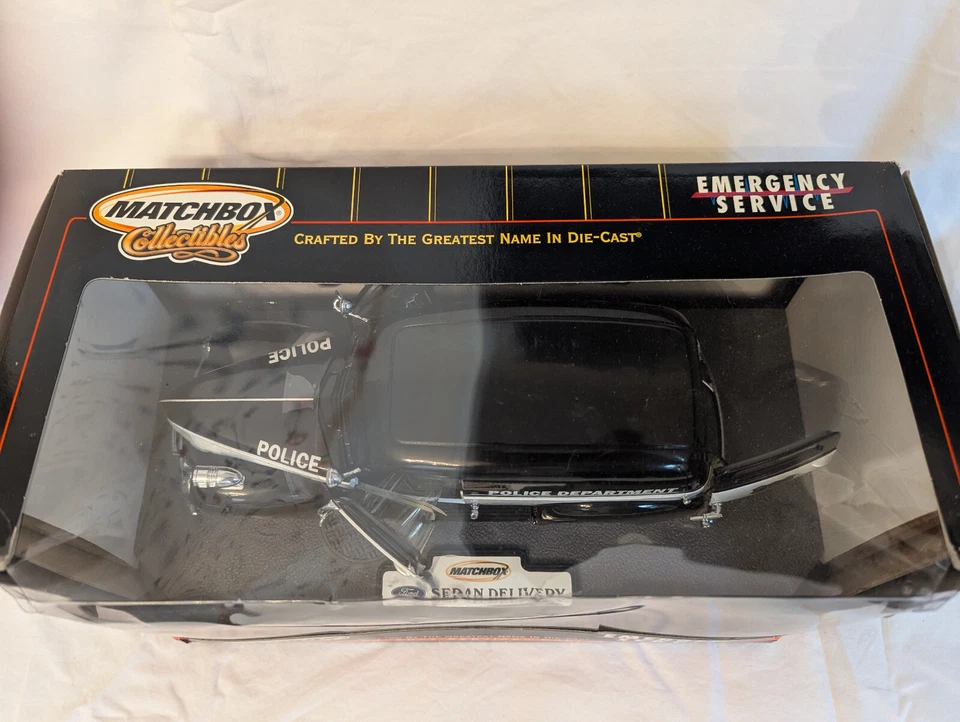 MATCHBOX
Collectibles
CRAFTED BY THE GREATEST NAME IN DIE-CAST®
EMERGENCY
SERVICE
POLICE
POLICE
POLICE DEPARTMENT
MATCHBOX
Ford SEDAN DELIVERY